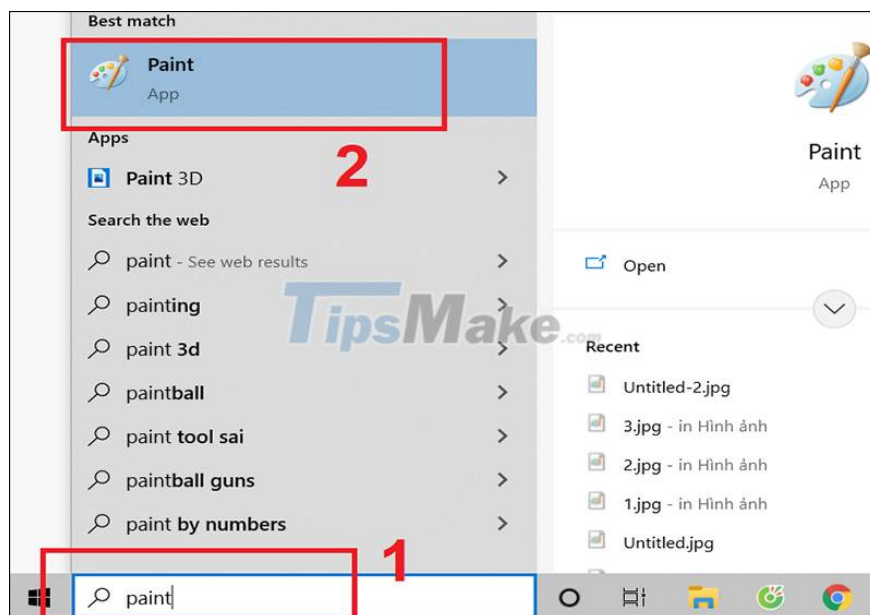 Best match
Paint
App
Apps
2
Paint 3D
Search the web
paint - See web results
painting
paint 3d
paintball
paint tool sai
paintball guns
paint by numbers
1
paint
TipsMake.com
Paint
App
Open
Recent
Untitled-2.jpg
3.jpg - in Hình ảnh
2.jpg - in Hình ảnh
1.jpg - in Hình ảnh
Untitled.jpg